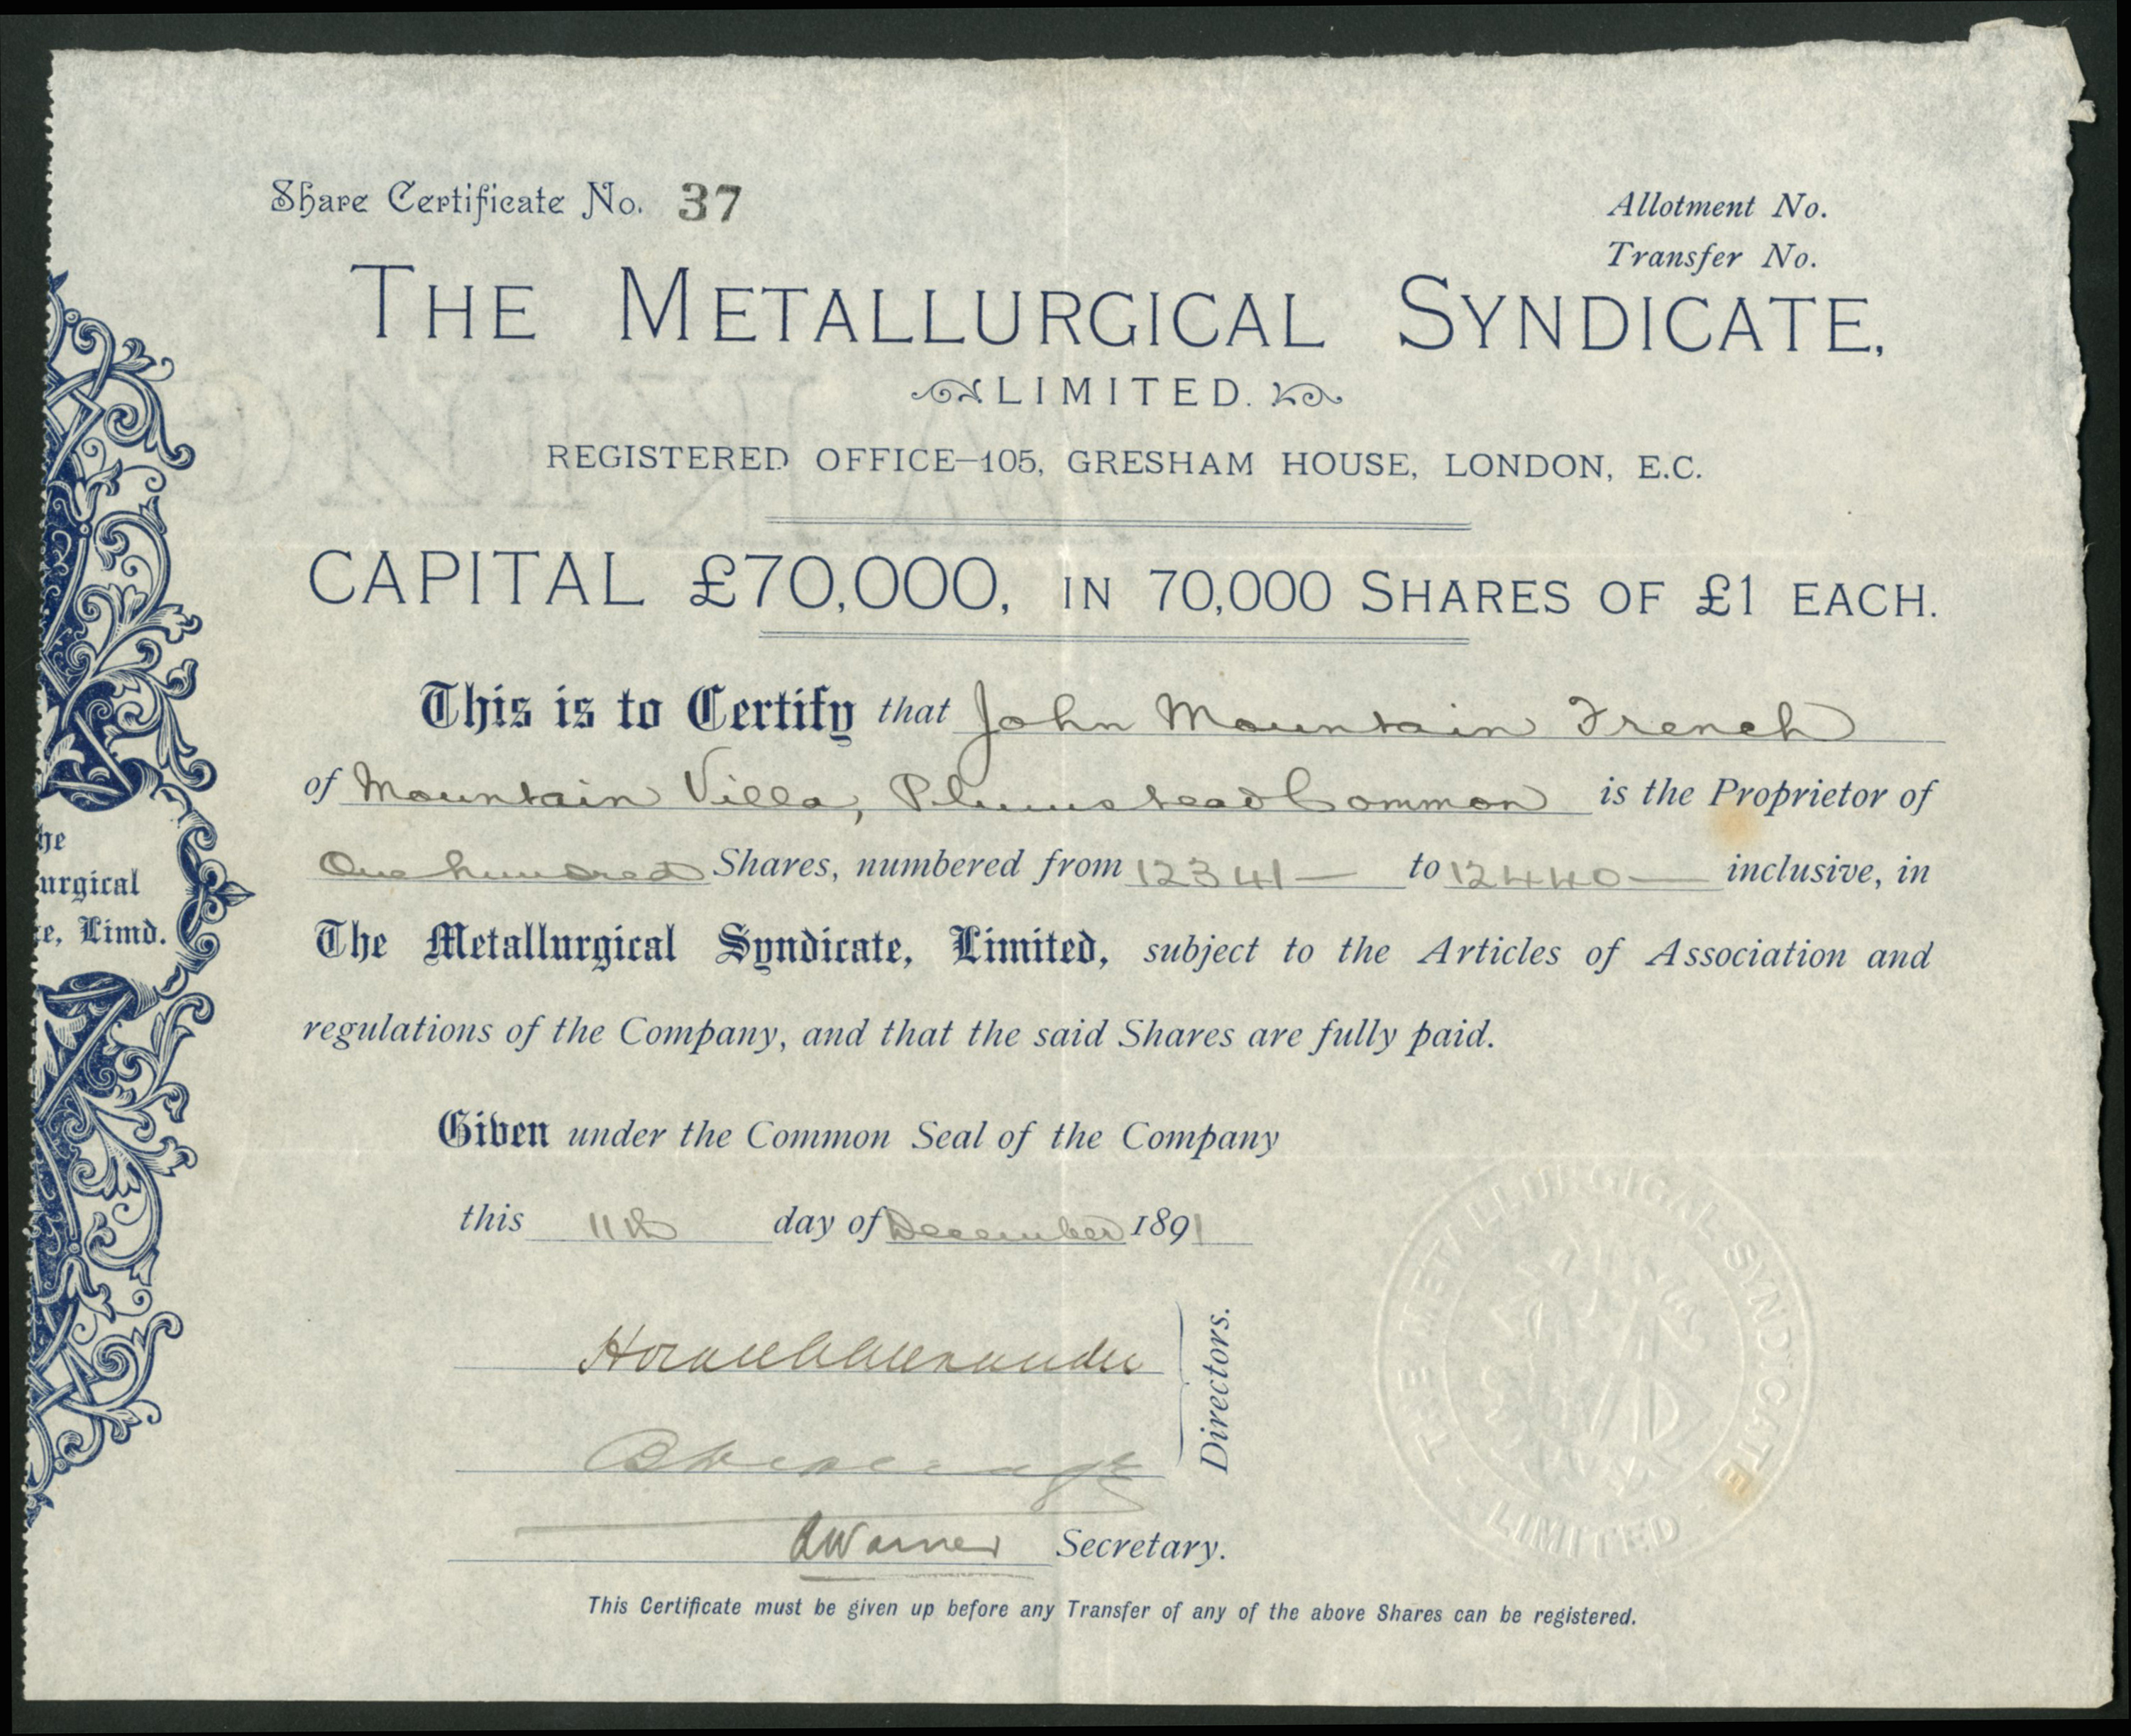 Share Certificate No. 37
Allotment No.
Transfer No.
THE METALLURGICAL SYNDICATE,
LIMITED.
REGISTERED OFFICE—105, GRESHAM HOUSE, LONDON, E.C.
CAPITAL £70,000, IN 70,000 SHARES OF £1 EACH.
This is to Certify that John Mountain French
of Mountain Villa, Plumstead Common is the Proprietor of
One hundred Shares, numbered from 12341— to 12440— inclusive, in
The Metallurgical Syndicate, Limited, subject to the Articles of Association and
regulations of the Company, and that the said Shares are fully paid.
he
urgical
e, Limd.
Given under the Common Seal of the Company
this 11th day of December 1891
Directors.
AWarner Secretary.
THE METALLURGICAL SYNDICATE
LIMITED
This Certificate must be given up before any Transfer of any of the above Shares can be registered.